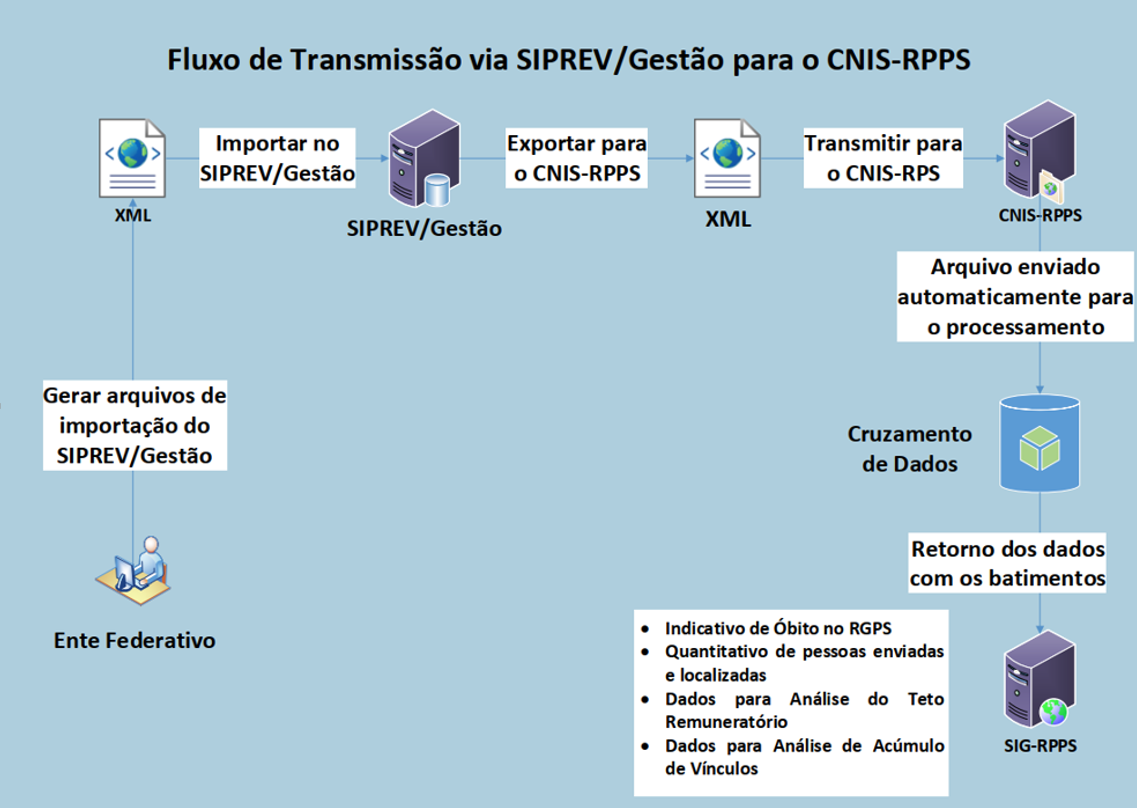 Fluxo de Transmissão via SIPREV/Gestão para o CNIS-RPPS
Importar no
SIPREV/Gestão
Exportar para
o CNIS-RPPS
Transmitir para
o CNIS-RPS
XML
SIPREV/Gestão
XML
CNIS-RPPS
Arquivo enviado
automaticamente para
o processamento
Gerar arquivos de
importação do
SIPREV/Gestão
Cruzamento
de Dados
Retorno dos dados
com os batimentos
Ente Federativo
• Indicativo de Óbito no RGPS
• Quantitativo de pessoas enviadas
e localizadas
• Dados para Análise do Teto
Remuneratório
• Dados para Análise de Acúmulo
de Vínculos
SIG-RPPS